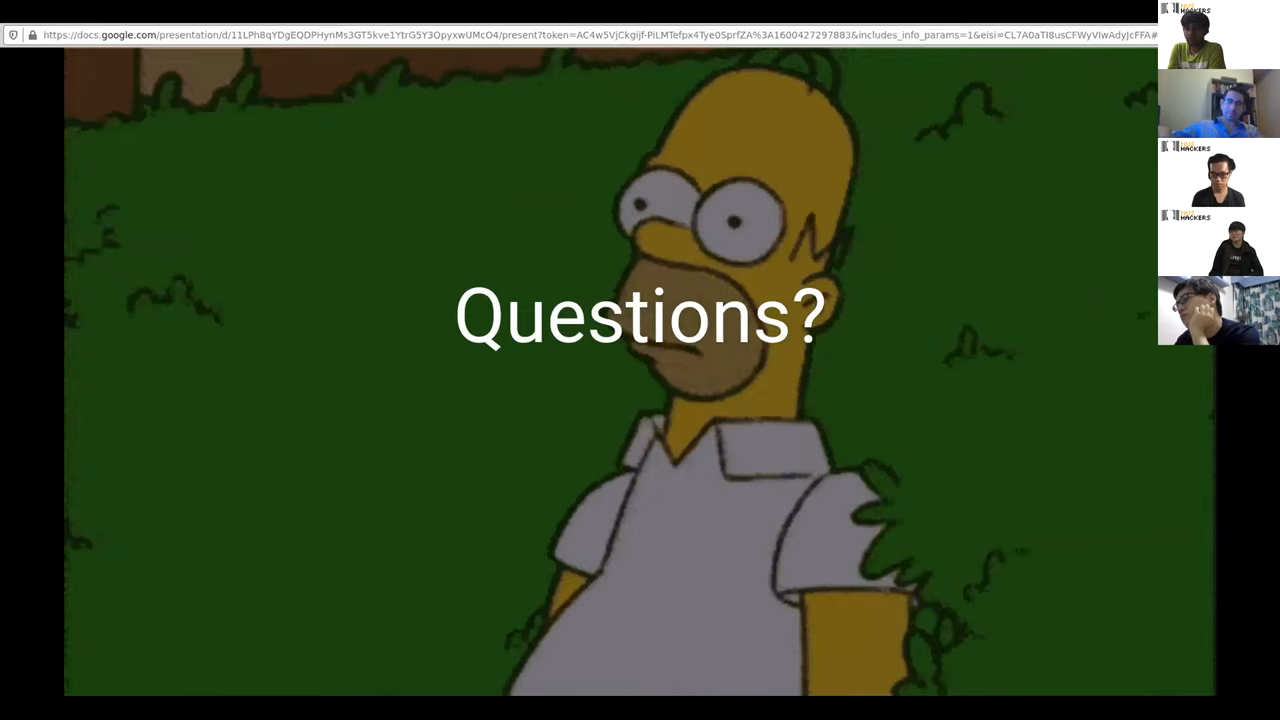 https://docs.google.com/presentation/d/11LPh8qYDgEQDPHynMs3GT5kve1YtrG5Y3OpyxwUMcO4/present?token=AC4w5VjCkgijf-PiLMTefpx4Tye0SprfZA%3A1600427297883&includes_info_params=1&eisi=CL7A0aTI8usCFWyVIwAdyJcFFA#
HACKERS
HACKERS
HACKERS
Questions?